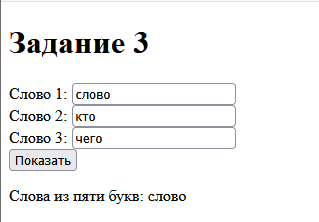 Задание 3
Слово 1: слово
Слово 2: кто
Слово 3: чего
Показать
Слова из пяти букв: слово